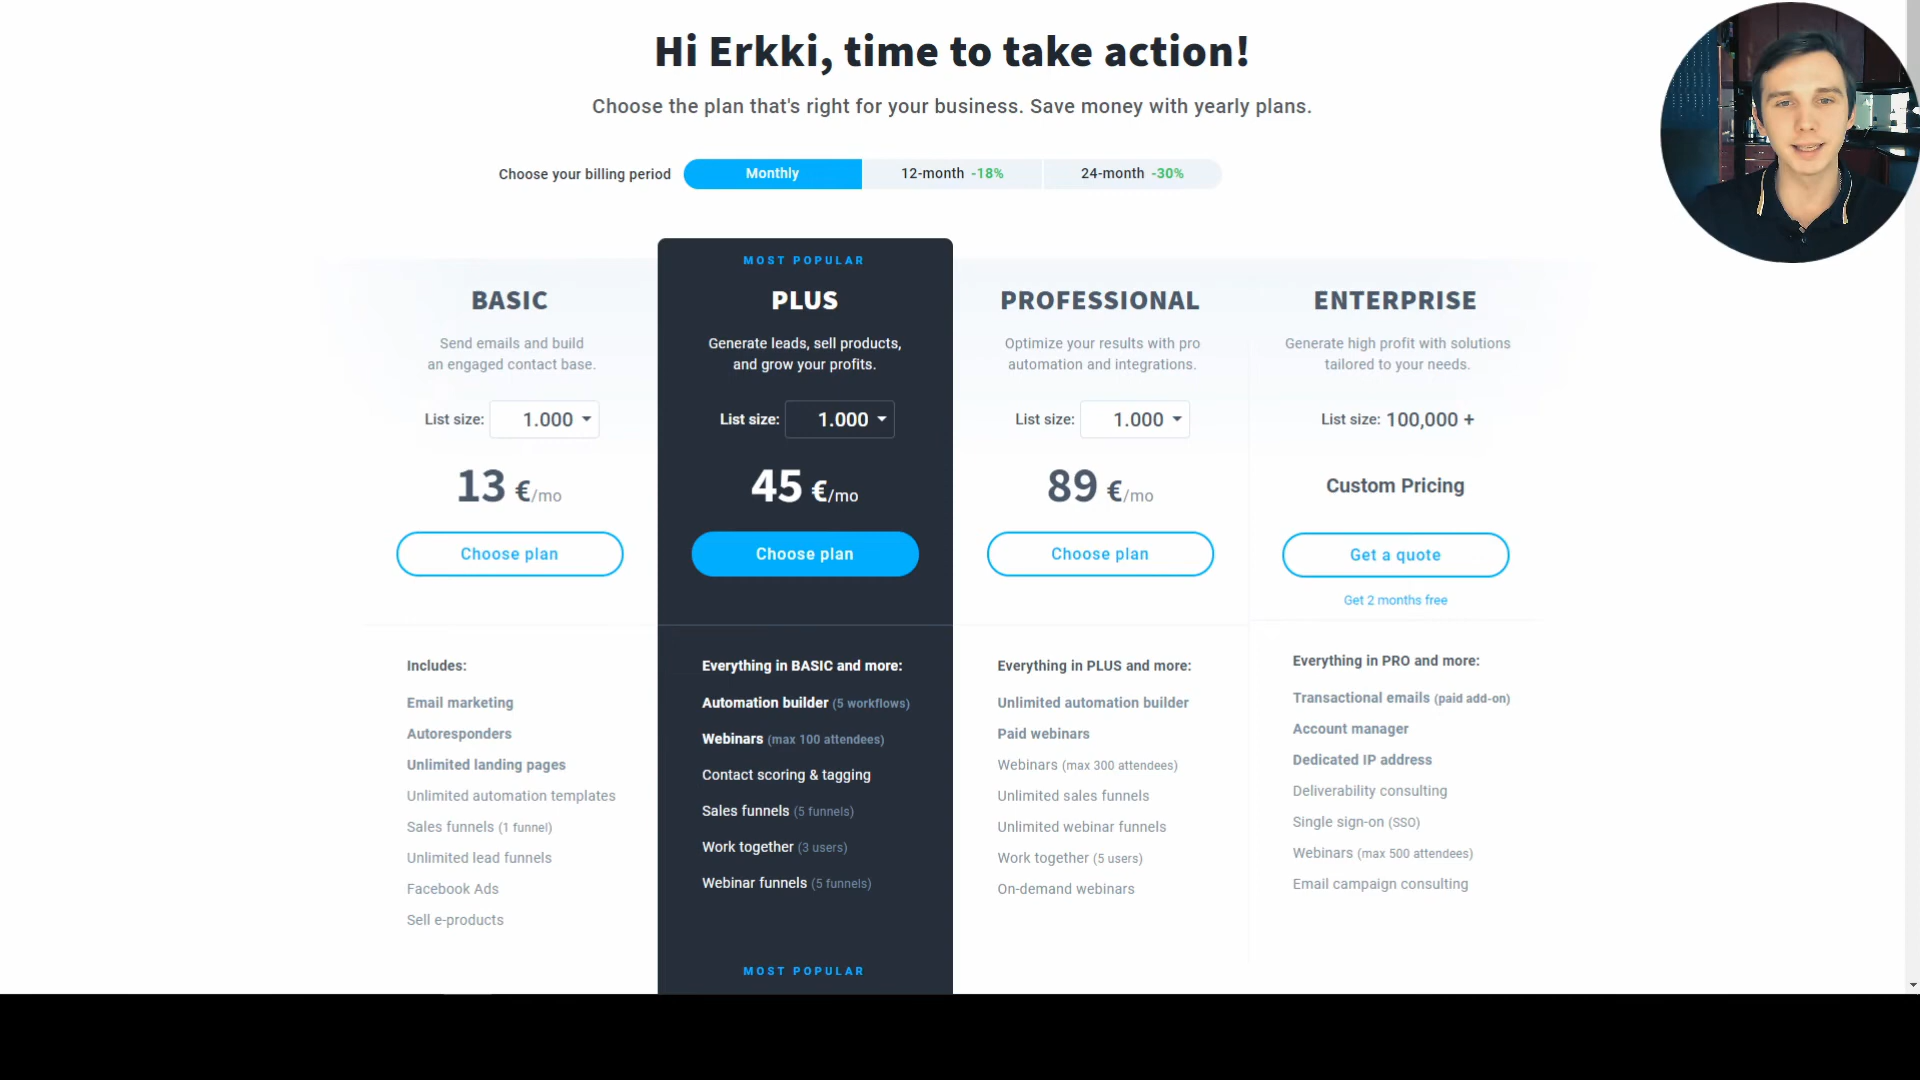 Hi Erkki, time to take action!
Choose the plan that's right for your business. Save money with yearly plans.
Choose your billing period
Monthly
12-month -18%
24-month -30%
BASIC
Send emails and build
an engaged contact base.
List size: 1.000
13 €/mo
Choose plan
Includes:
Email marketing
Autoresponders
Unlimited landing pages
Unlimited automation templates
Sales funnels (1 funnel)
Unlimited lead funnels
Facebook Ads
Sell e-products
MOST POPULAR
PLUS
Generate leads, sell products,
and grow your profits.
List size: 1.000
45 €/mo
Choose plan
Everything in BASIC and more:
Automation builder (5 workflows)
Webinars (max 100 attendees)
Contact scoring & tagging
Sales funnels (5 funnels)
Work together (3 users)
Webinar funnels (5 funnels)
MOST POPULAR
PROFESSIONAL
Optimize your results with pro
automation and integrations.
List size: 1.000
89 €/mo
Choose plan
Everything in PLUS and more:
Unlimited automation builder
Paid webinars
Webinars (max 300 attendees)
Unlimited sales funnels
Unlimited webinar funnels
Work together (5 users)
On-demand webinars
ENTERPRISE
Generate high profit with solutions
tailored to your needs.
List size: 100,000 +
Custom Pricing
Get a quote
Get 2 months free
Everything in PRO and more:
Transactional emails (paid add-on)
Account manager
Dedicated IP address
Deliverability consulting
Single sign-on (SSO)
Webinars (max 500 attendees)
Email campaign consulting